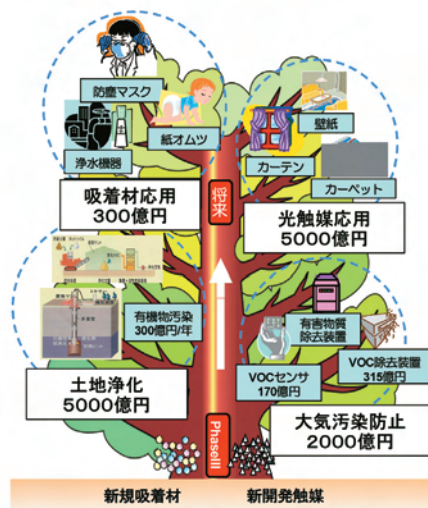 防塵マスク
紙オムツ
浄水機器
吸着材応用
300億円
壁紙
カーテン
カーペット
光触媒応用
5000億円
将来
有機物汚染
300億円/年
土地浄化
5000億円
有害物質
除去装置
VOCセンサ
170億円
VOC除去装置
315億円
大気汚染防止
2000億円
PhaseIII
新規吸着材
新開発触媒